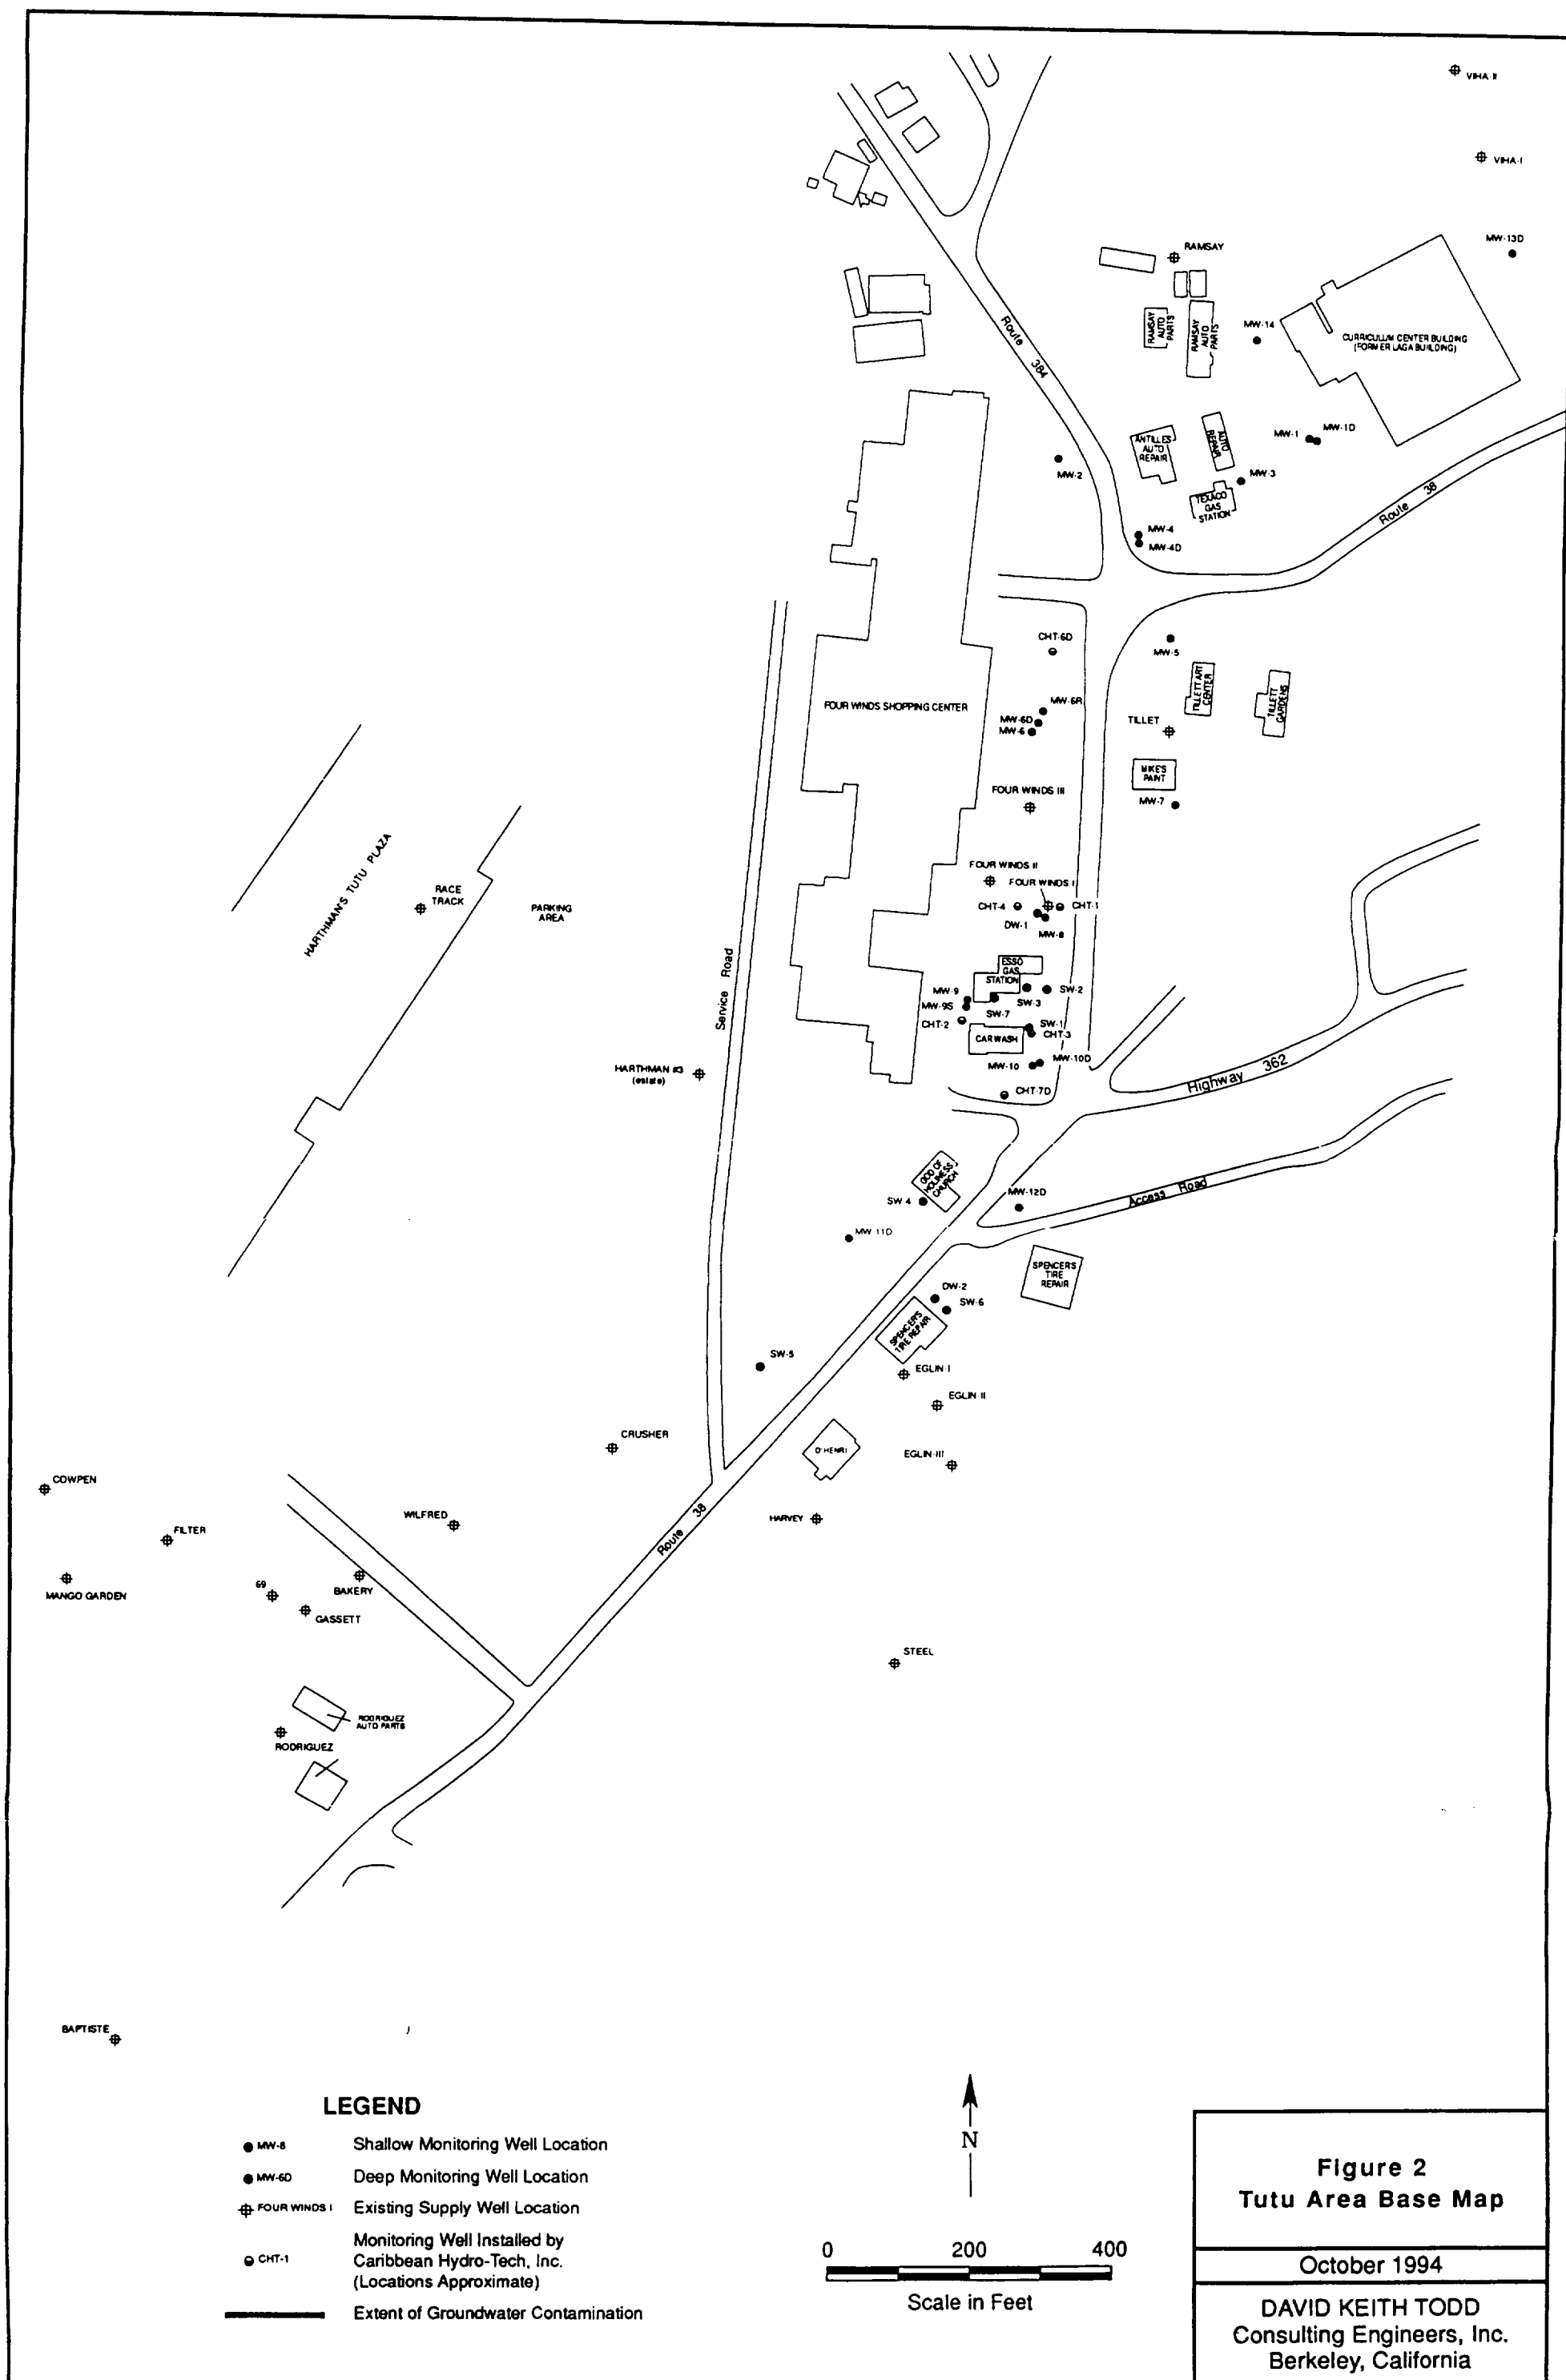 VIHA-II
VIHA-I
MW-13D
RAMSAY
RAMSAY
AUTO
PARTS
RAMSAY
AUTO
PARTS
MW-14
CURRICULUM CENTER BUILDING
(FORMER LAGA BUILDING)
Route 384
MW-1
MW-1D
ANTILLES
AUTO
REPAIR
AUTO
REPAIR
MW-2
MW-3
TEXACO
GAS
STATION
Route 38
MW-4
MW-4D
CHT-6D
MW-5
TILLETT ART
CENTER
TILLETT
GARDENS
FOUR WINDS SHOPPING CENTER
MW-6R
MW-6D
MW-6
TILLET
MIKE'S
PAINT
MW-7
FOUR WINDS III
FOUR WINDS II
FOUR WINDS I
HARTHMAN'S TUTU PLAZA
RACE
TRACK
PARKING
AREA
CHT-4
CHT-1
DW-1
MW-8
ESSO
GAS
STATION
Service Road
MW-9
MW-9S
SW-2
SW-3
SW-7
CHT-2
SW-1
CHT-3
CAR WASH
MW-10D
MW-10
HARTHMAN #3
(estate)
CHT-7D
Highway 362
GOD OF
HOLINESS
CHURCH
SW-4
MW-12D
Access Road
MW-11D
SPENCER'S
TIRE
REPAIR
DW-2
SW-6
SPENCER'S
TIRE REPAIR
SW-5
EGLIN-I
EGLIN-II
CRUSHER
O'HENRI
EGLIN-III
COWPEN
WILFRED
Route 38
HARVEY
FILTER
MANGO GARDEN
69
BAKERY
GASSETT
STEEL
RODRIGUEZ
AUTO PARTS
RODRIGUEZ
BAPTISTE
LEGEND
MW-8 Shallow Monitoring Well Location
MW-6D Deep Monitoring Well Location
FOUR WINDS I Existing Supply Well Location
CHT-1 Monitoring Well Installed by
Caribbean Hydro-Tech, Inc.
(Locations Approximate)
Extent of Groundwater Contamination
N
0 200 400
Scale in Feet
Figure 2
Tutu Area Base Map
October 1994
DAVID KEITH TODD
Consulting Engineers, Inc.
Berkeley, California